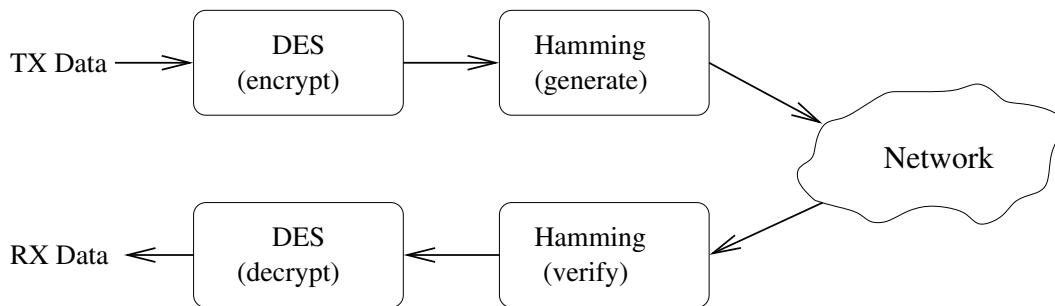 TX Data
DES
(encrypt)
Hamming
(generate)
Network
RX Data
DES
(decrypt)
Hamming
(verify)